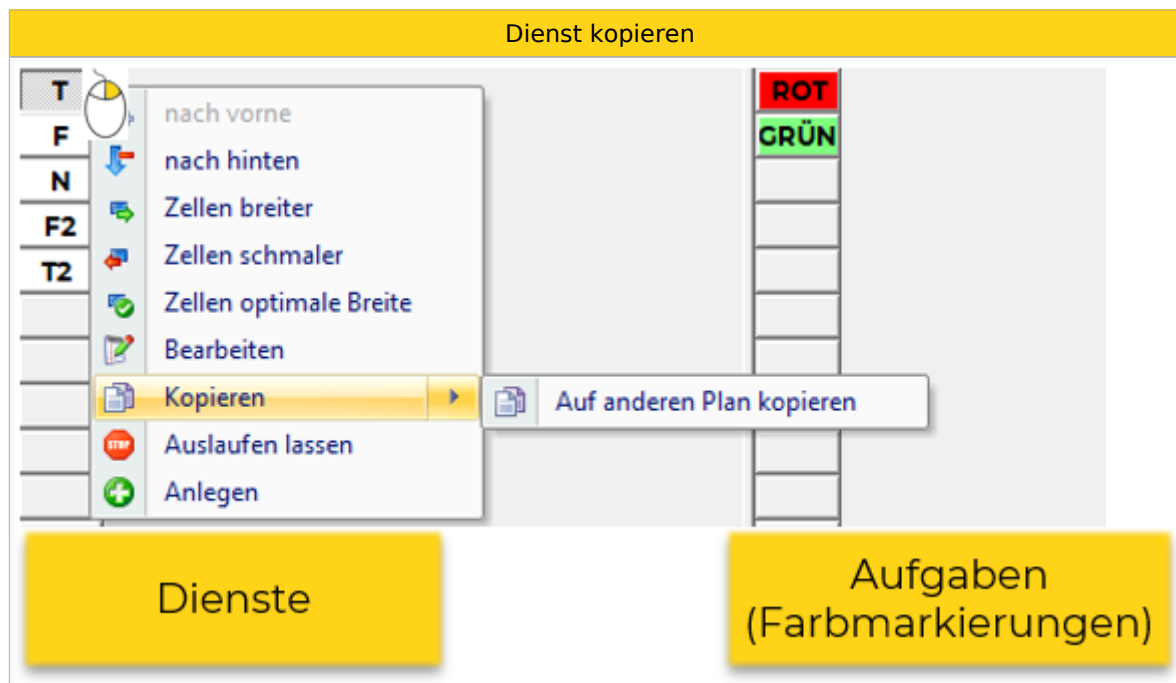 Dienst kopieren
T
F
N
F2
T2
nach vorne
nach hinten
Zellen breiter
Zellen schmaler
Zellen optimale Breite
Bearbeiten
Kopieren
Auf anderen Plan kopieren
STOP
Auslaufen lassen
Anlegen
ROT
GRÜN
Dienste
Aufgaben
(Farbmarkierungen)